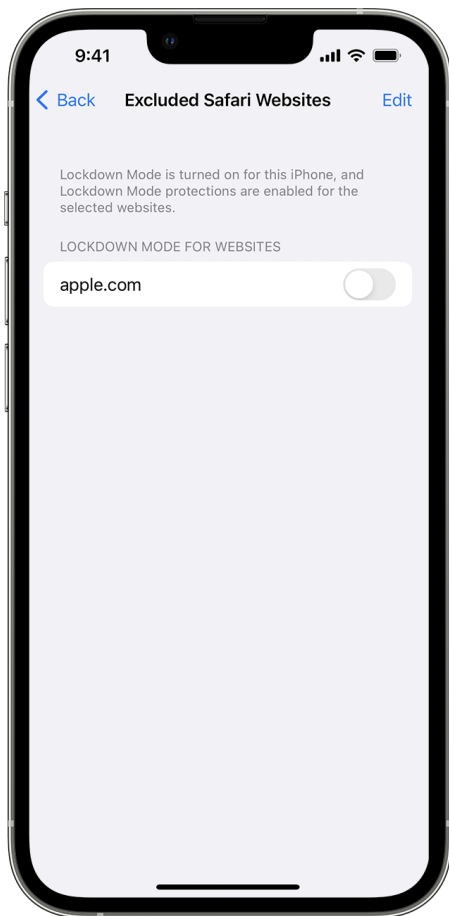 9:41
Back Excluded Safari Websites Edit
Lockdown Mode is turned on for this iPhone, and
Lockdown Mode protections are enabled for the
selected websites.
LOCKDOWN MODE FOR WEBSITES
apple.com